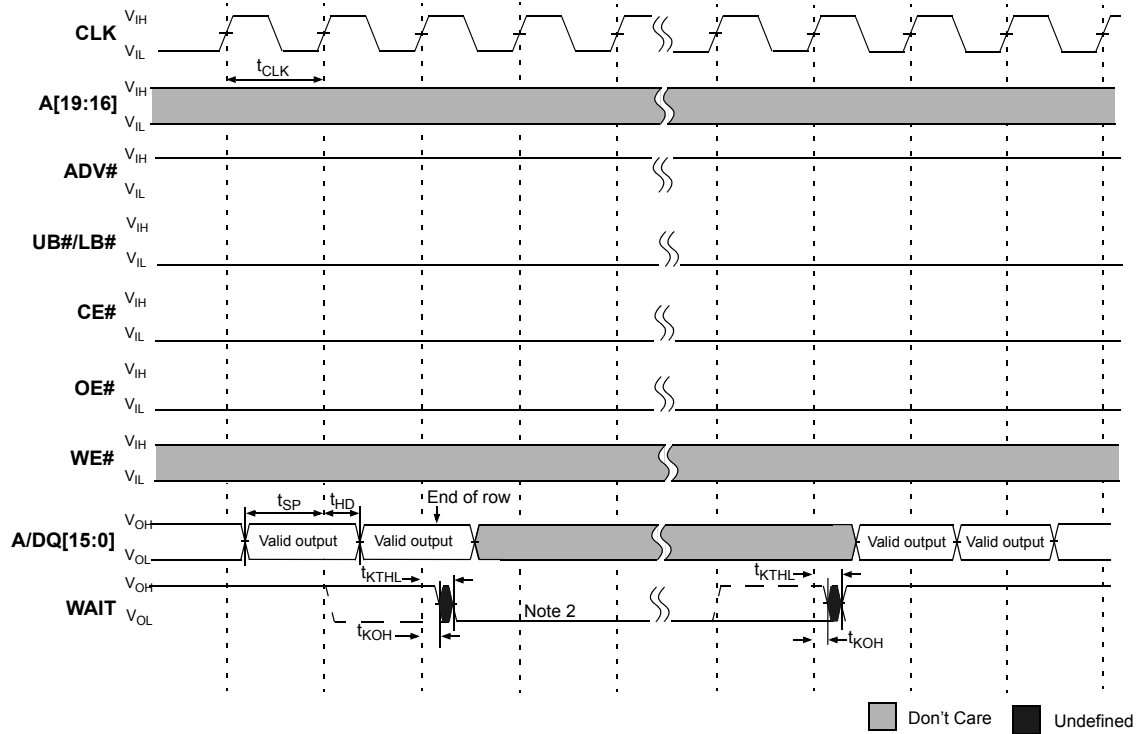 V_IH
CLK
V_IL
t_CLK
V_IH
A[19:16]
V_IL
V_IH
ADV#
V_IL
V_IH
UB#/LB#
V_IL
V_IH
CE#
V_IL
V_IH
OE#
V_IL
V_IH
WE#
V_IL
t_SP t_HD End of row
V_OH
A/DQ[15:0] Valid output Valid output Valid output Valid output
V_OL
t_KTHL t_KTHL
V_OH
WAIT
V_OL
Note 2
t_KOH t_KOH
Don't Care Undefined